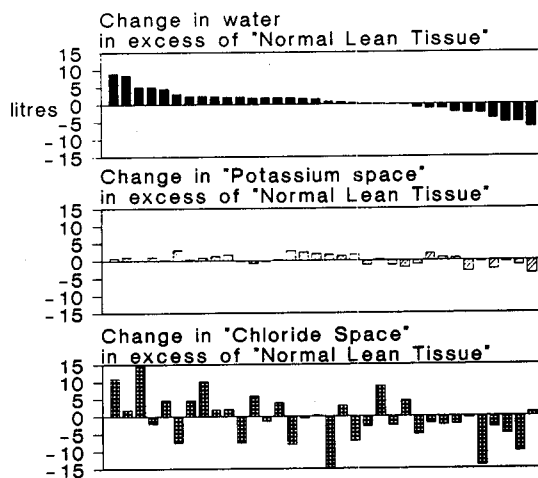 Change in water
in excess of "Normal Lean Tissue"
15
10
5
litres 0
-5
-10
-15
Change in "Potassium space"
in excess of "Normal Lean Tissue"
15
10
5
0
-5
-10
-15
Change in "Chloride Space"
in excess of "Normal Lean Tissue"
15
10
5
0
-5
-10
-15